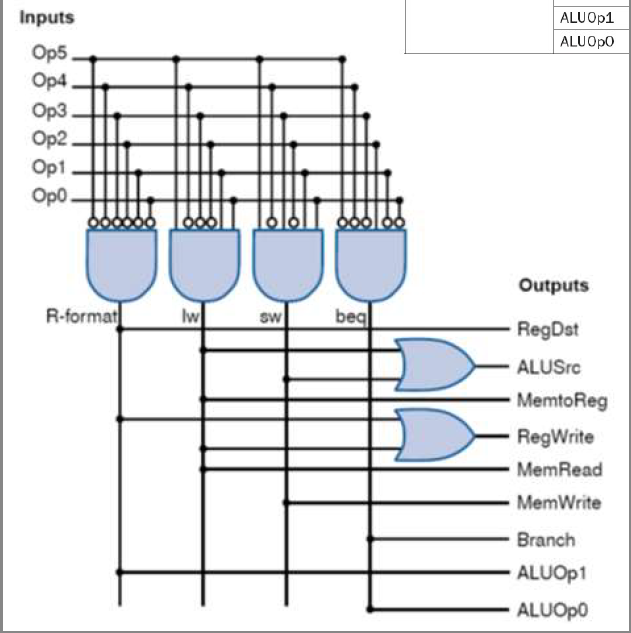 Inputs
ALUOp1
ALUOp0
Op5
Op4
Op3
Op2
Op1
Op0
R-format
lw
sw
beq
Outputs
RegDst
ALUSrc
MemtoReg
RegWrite
MemRead
MemWrite
Branch
ALUOp1
ALUOp0